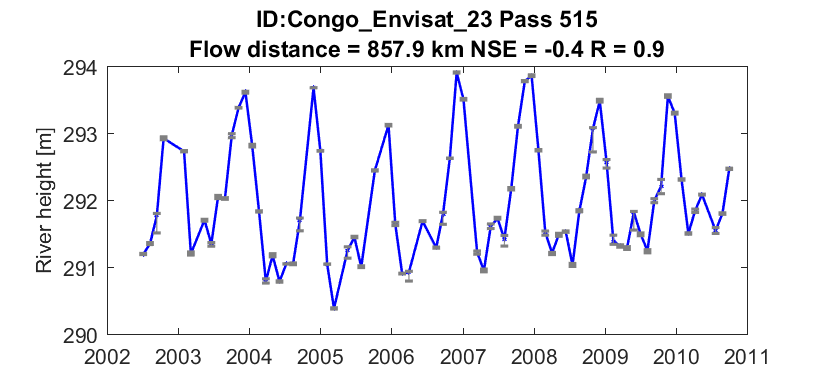 ID:Congo_Envisat_23 Pass 515
Flow distance = 857.9 km NSE = -0.4 R = 0.9
294
293
292
291
290
River height [m]
2002 2003 2004 2005 2006 2007 2008 2009 2010 2011